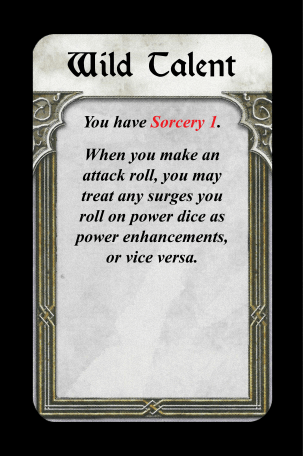 Wild Talent
You have Sorcery 1.
When you make an
attack roll, you may
treat any surges you
roll on power dice as
power enhancements,
or vice versa.